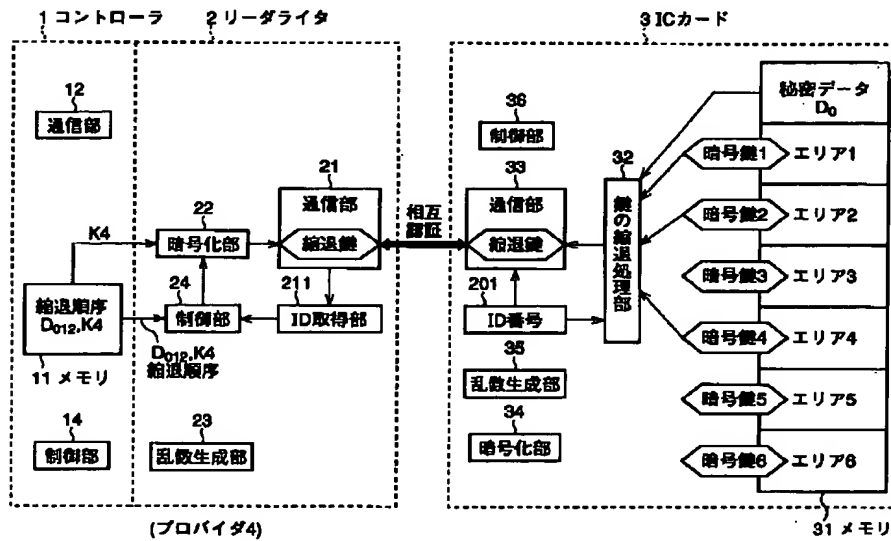 1 コントローラ
2 リーダライタ
3 ICカード
12
通信部
22
暗号化部
K4
21
通信部
縮退鍵
24
制御部
211
ID取得部
縮退順序
D012,K4
11 メモリ
D012,K4
縮退順序
14
制御部
23
乱数生成部
(プロバイダ4)
相互
認証
36
制御部
33
通信部
縮退鍵
32
鍵の縮退処理部
201
ID番号
35
乱数生成部
34
暗号化部
秘密データ
D0
暗号鍵1
エリア1
暗号鍵2
エリア2
暗号鍵3
エリア3
暗号鍵4
エリア4
暗号鍵5
エリア5
暗号鍵6
エリア6
31 メモリ